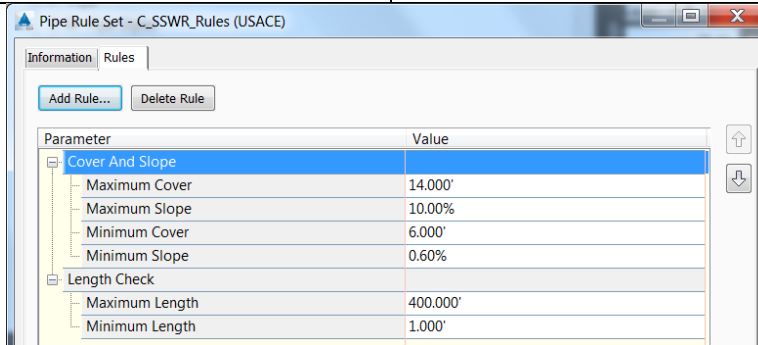 Pipe Rule Set - C_SSWR_Rules (USACE)
Information Rules
Add Rule... Delete Rule
Parameter Value
Cover And Slope
Maximum Cover 14.000'
Maximum Slope 10.00%
Minimum Cover 6.000'
Minimum Slope 0.60%
Length Check
Maximum Length 400.000'
Minimum Length 1.000'